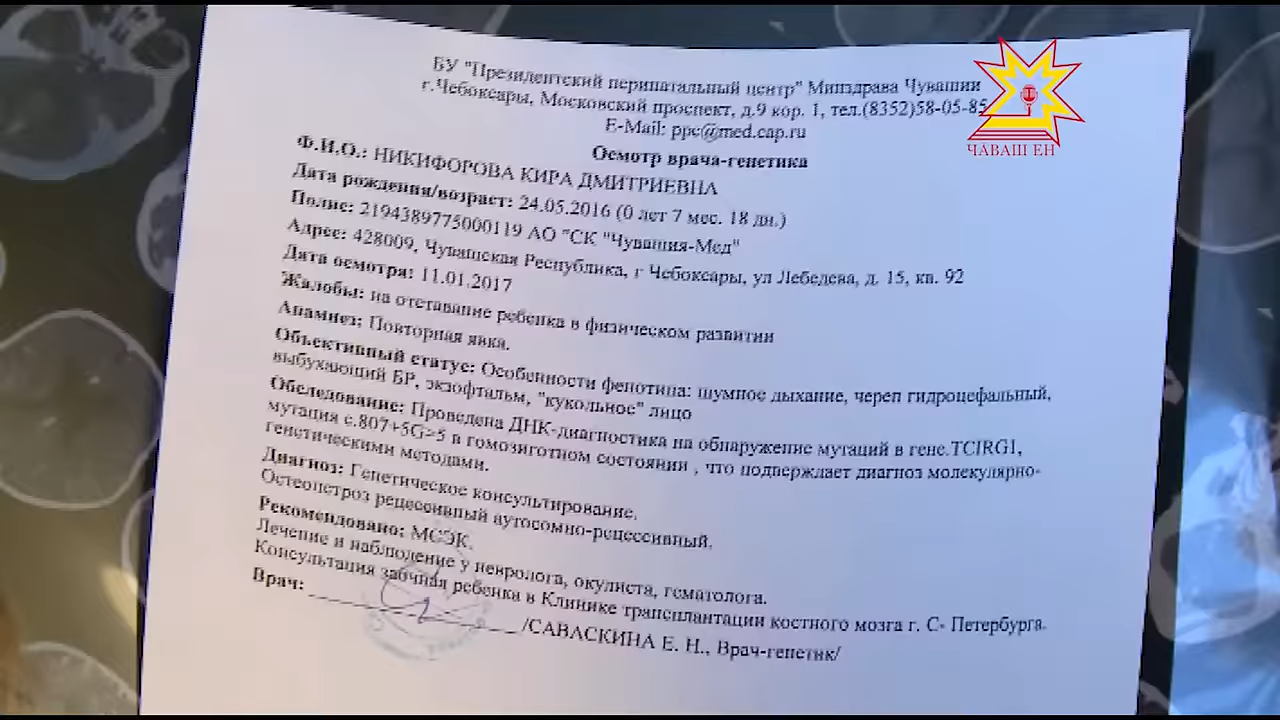 БУ "Президентский перинатальный центр" Минздрава Чувашии
г.Чебоксары, Московский проспект, д.9 кор. 1, тел.(8352)58-05-85
E-Mail: ppc@med.cap.ru
ЧĂВАШ ЕН
Осмотр врача-генетика
Ф.И.О.: НИКИФОРОВА КИРА ДМИТРИЕВНА
Дата рождения/возраст: 24.05.2016 (0 лет 7 мес. 18 дн.)
Полис: 2194389775000119 АО "СК "Чувашия-Мед"
Адрес: 428009, Чувашская Республика, г Чебоксары, ул Лебедева, д. 15, кв. 92
Дата осмотра: 11.01.2017
Жалобы: на отставание ребенка в физическом развитии
Анамнез: Повторная явка.
Объективный статус: Особенности фенотипа: шумное дыхание, череп гидроцефальный,
выбухающий БР, экзофтальм, "кукольное" лицо
Обследование: Проведена ДНК-диагностика на обнаружение мутаций в гене.TCIRG1,
мутация с.807+5G>5 в гомозиготном состоянии , что подтверждает диагноз молекулярно-
генетическими методами.
Диагноз: Генетическое консультирование.
Остеопетроз рецессивный аутосомно-рецессивный.
Рекомендовано: МСЭК.
Лечение и наблюдение у невролога, окулиста, гематолога.
Консультация заочная ребенка в Клинике трансплантации костного мозга г. С- Петербурга.
Врач: /САВАСКИНА Е. Н., Врач-генетик/